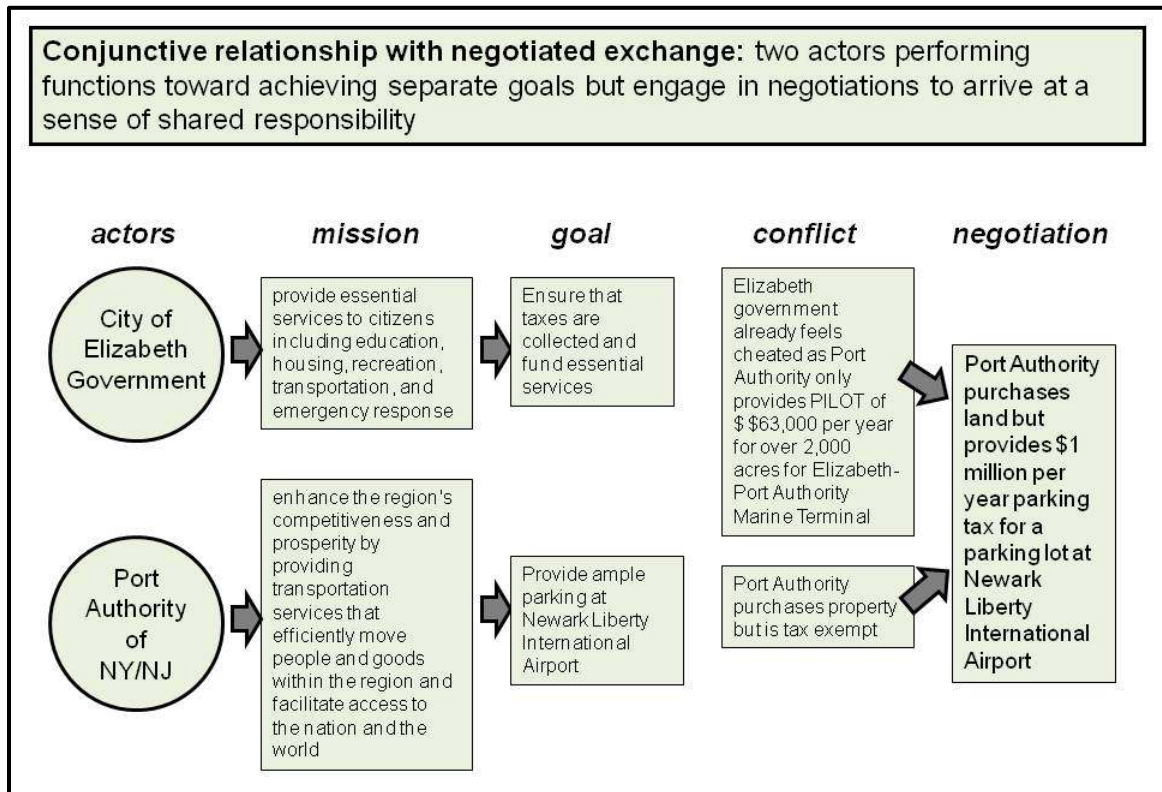 Conjunctive relationship with negotiated exchange: two actors performing
functions toward achieving separate goals but engage in negotiations to arrive at a
sense of shared responsibility
actors
mission
goal
conflict
negotiation
City of
Elizabeth
Government
provide essential
services to citizens
including education,
housing, recreation,
transportation, and
emergency response
Ensure that
taxes are
collected and
fund essential
services
Elizabeth
government
already feels
cheated as Port
Authority only
provides PILOT of
$ $63,000 per year
for over 2,000
acres for Elizabeth-
Port Authority
Marine Terminal
Port
Authority
of
NY/NJ
enhance the region's
competitiveness and
prosperity by
providing
transportation
services that
efficiently move
people and goods
within the region and
facilitate access to
the nation and the
world
Provide ample
parking at
Newark Liberty
International
Airport
Port Authority
purchases property
but is tax exempt
Port Authority
purchases
land but
provides $1
million per
year parking
tax for a
parking lot at
Newark
Liberty
International
Airport